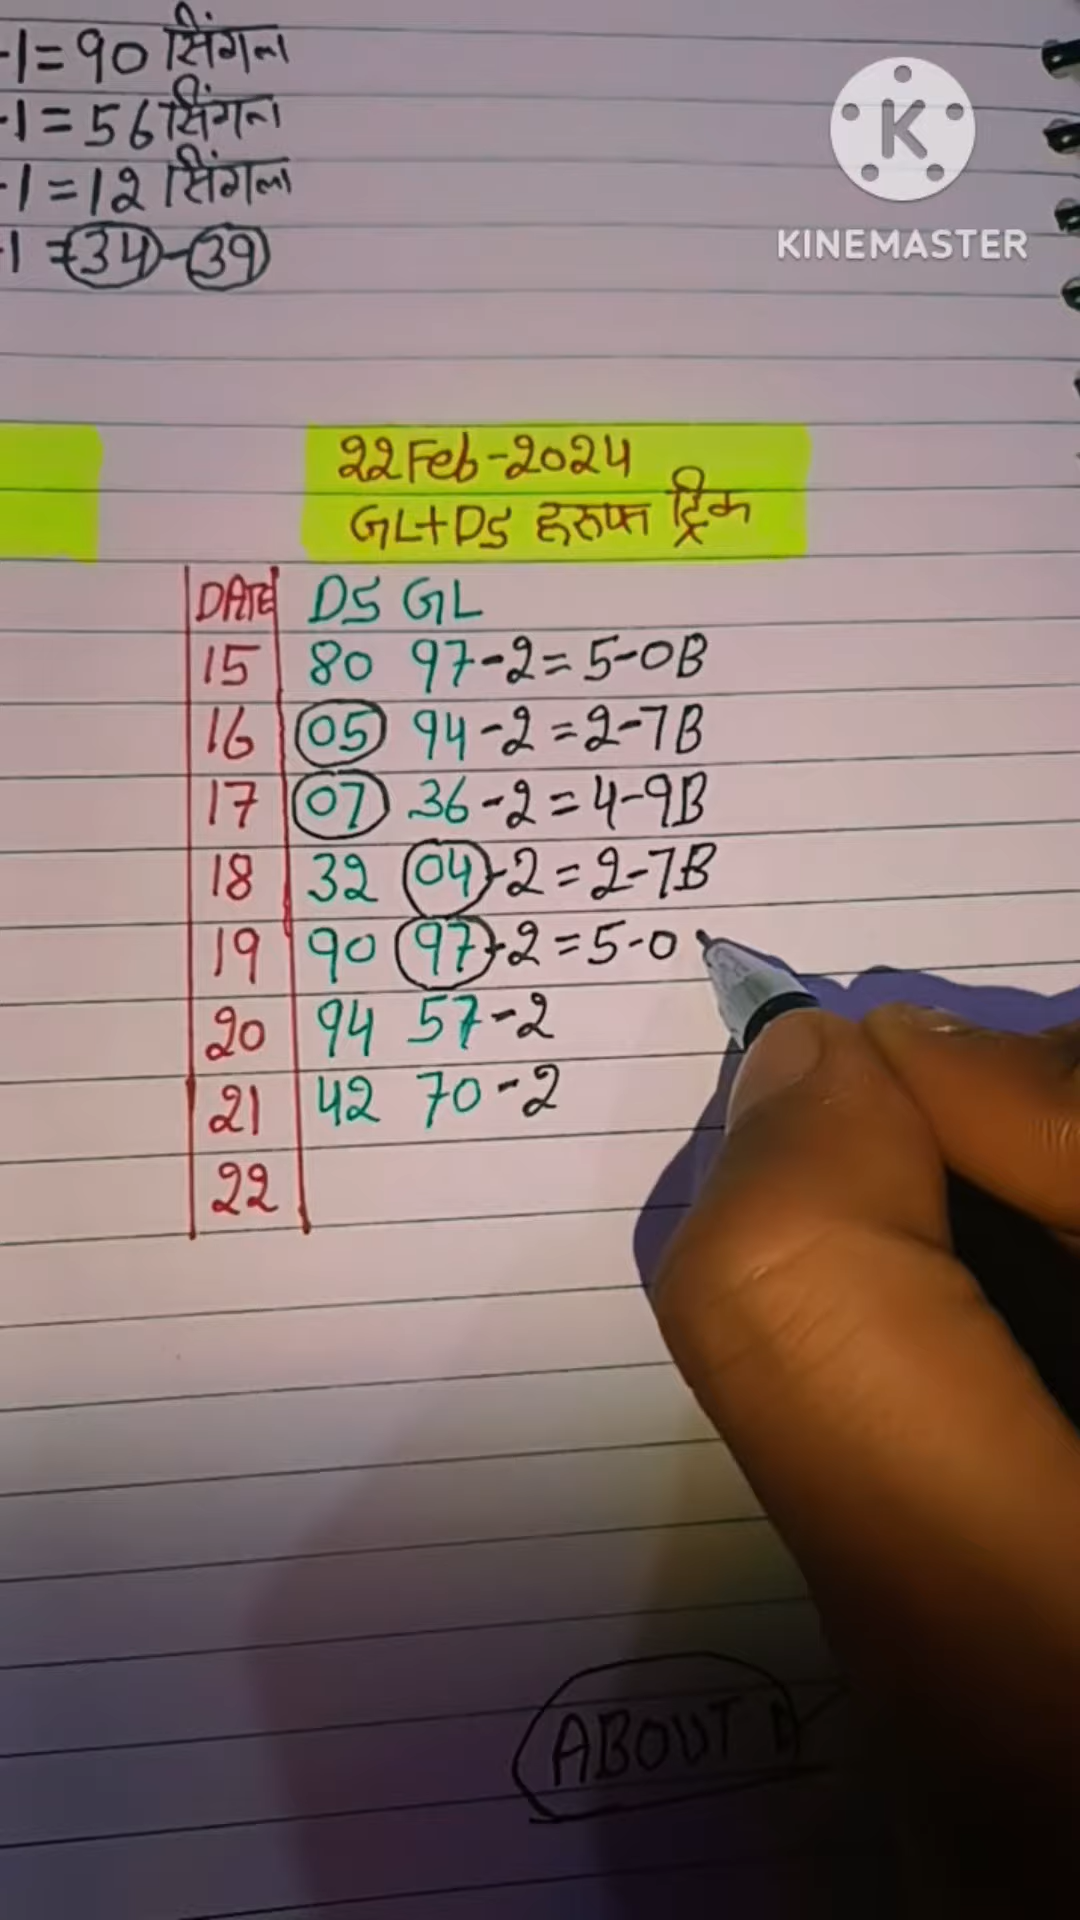 -1=90 सिंगल
-1=56 सिंगल
-1=12 सिंगल
-1=34-39
KINEMASTER
22Feb-2024
GL+DS हरुफ ट्रिक
DATE DS GL
15 80 97-2=5-0B
16 05 94-2=2-7B
17 07 36-2=4-9B
18 32 04-2=2-7B
19 90 97-2=5-0
20 94 57-2
21 42 70-2
22
ABOUT